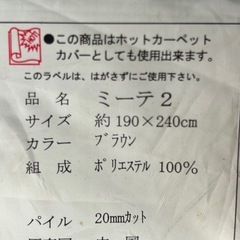 ●この商品はホットカーペット
カバーとしても使用出来ます。
このラベルは、はがさずにご使用下さい。
品名 ミーテ2
サイズ 約190×240cm
カラー ブラウン
組成 ポリエステル 100%
パイル 20mmカット